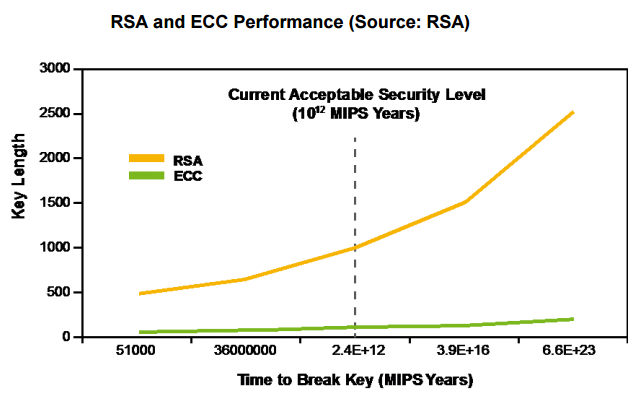 RSA and ECC Performance (Source: RSA)
3000
Current Acceptable Security Level
(10¹² MIPS Years)
2500
2000
RSA
ECC
1500
1000
500
0
Key Length
51000 36000000 2.4E+12 3.9E+16 6.6E+23
Time to Break Key (MIPS Years)